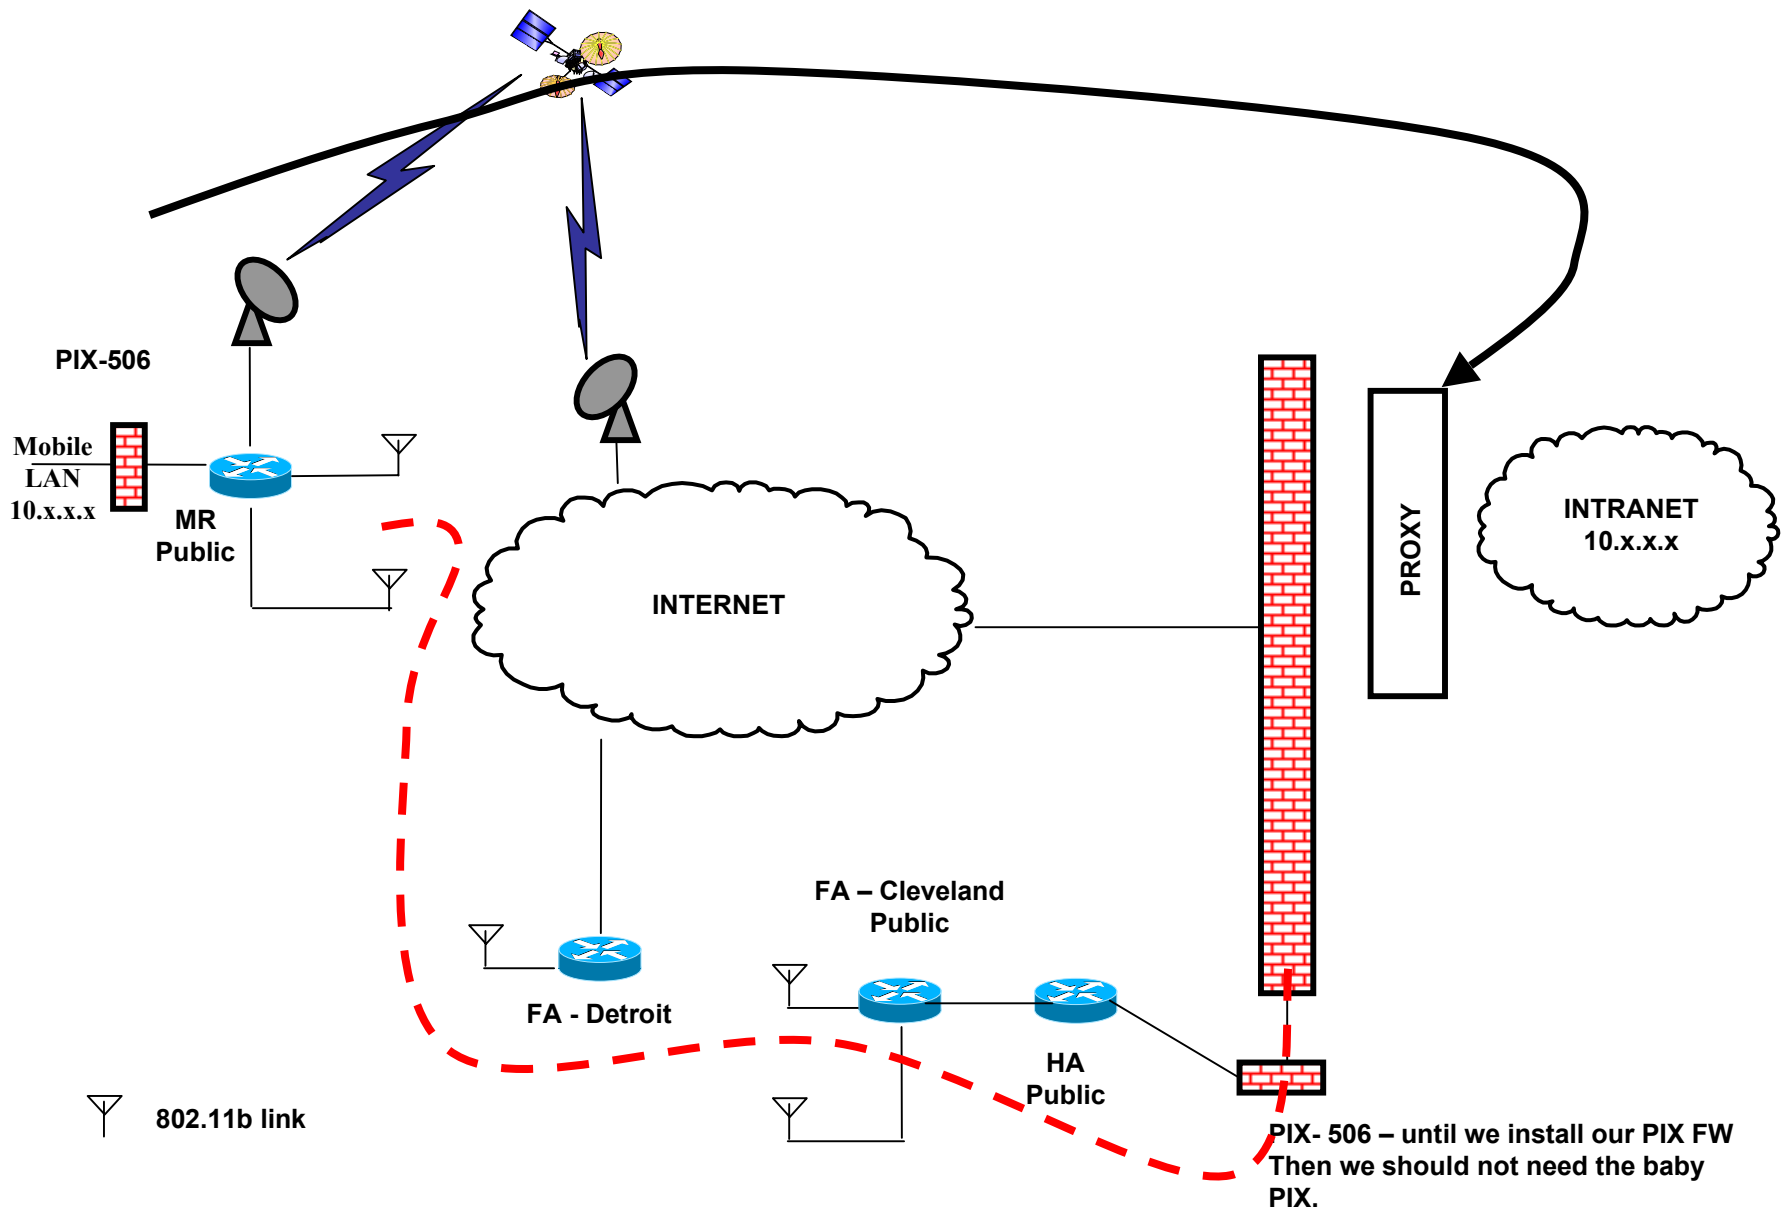 PIX-506
Mobile
LAN
10.x.x.x
MR
Public
INTERNET
PROXY
INTRANET
10.x.x.x
FA – Cleveland
Public
FA - Detroit
HA
Public
802.11b link
PIX- 506 – until we install our PIX FW
Then we should not need the baby
PIX.